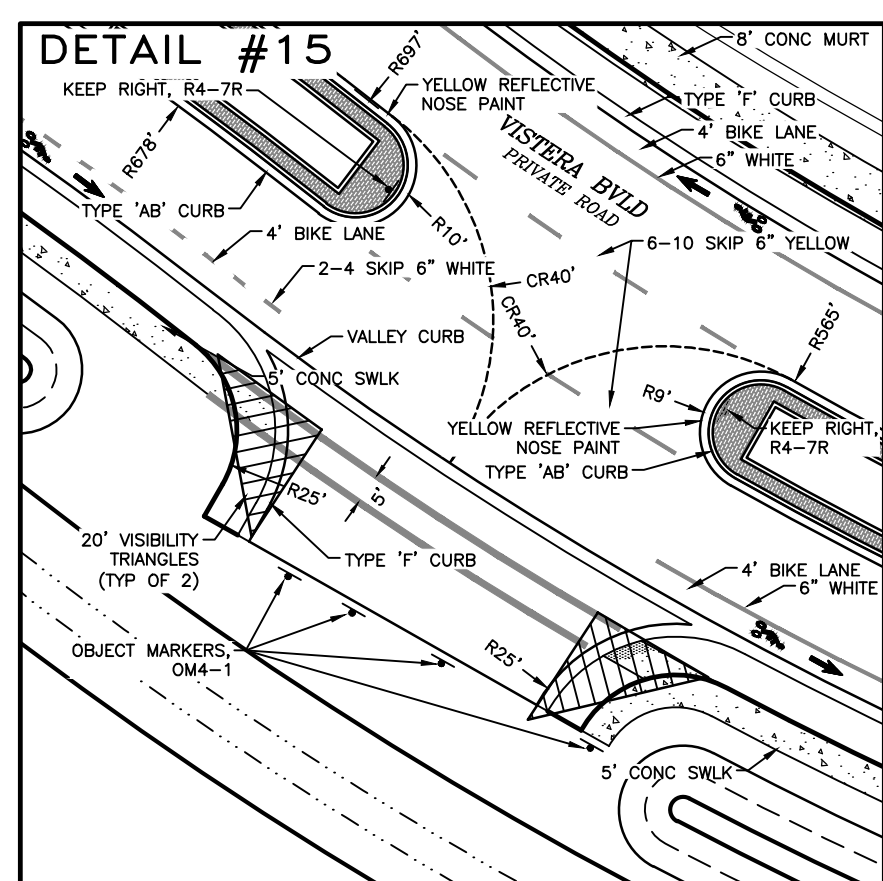 DETAIL #15
8' CONC MURT
R697'
KEEP RIGHT, R4-7R
YELLOW REFLECTIVE
NOSE PAINT
TYPE 'F' CURB
VISTERA BVLD
PRIVATE ROAD
4' BIKE LANE
6" WHITE
R678'
TYPE 'AB' CURB
R10'
4' BIKE LANE
6-10 SKIP 6" YELLOW
2-4 SKIP 6" WHITE
CR40'
CR40'
R565'
VALLEY CURB
5' CONC SWLK
R9'
YELLOW REFLECTIVE
NOSE PAINT
KEEP RIGHT,
R4-7R
TYPE 'AB' CURB
R25'
5'
20' VISIBILITY
TRIANGLES
(TYP OF 2)
TYPE 'F' CURB
4' BIKE LANE
6" WHITE
OBJECT MARKERS,
OM4-1
R25'
5' CONC SWLK